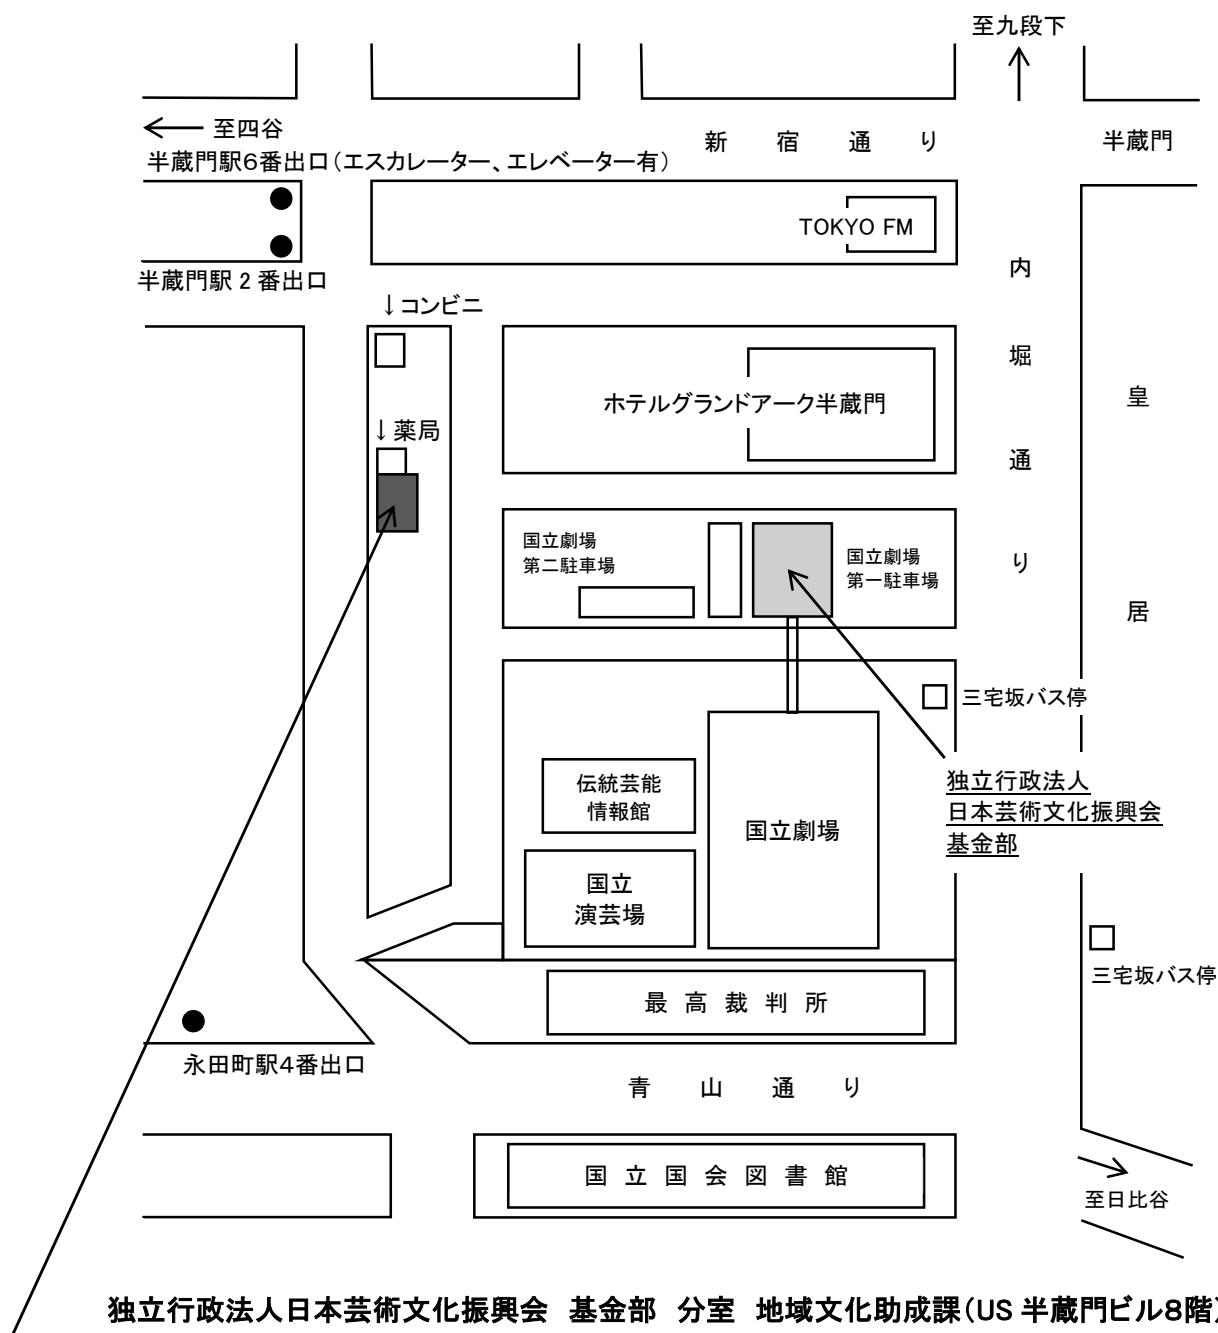 至九段下
至四谷
新宿通り
半蔵門
半蔵門駅6番出口(エスカレーター、エレベーター有)
TOKYO FM
半蔵門駅2番出口
↓コンビニ
内堀通り
皇居
ホテルグランドアーク半蔵門
↓薬局
国立劇場
第二駐車場
国立劇場
第一駐車場
三宅坂バス停
独立行政法人
日本芸術文化振興会
基金部
伝統芸能
情報館
国立劇場
国立
演芸場
三宅坂バス停
最高裁判所
永田町駅4番出口
青山通り
国立国会図書館
至日比谷
独立行政法人日本芸術文化振興会 基金部 分室 地域文化助成課(US 半蔵門ビル8階)